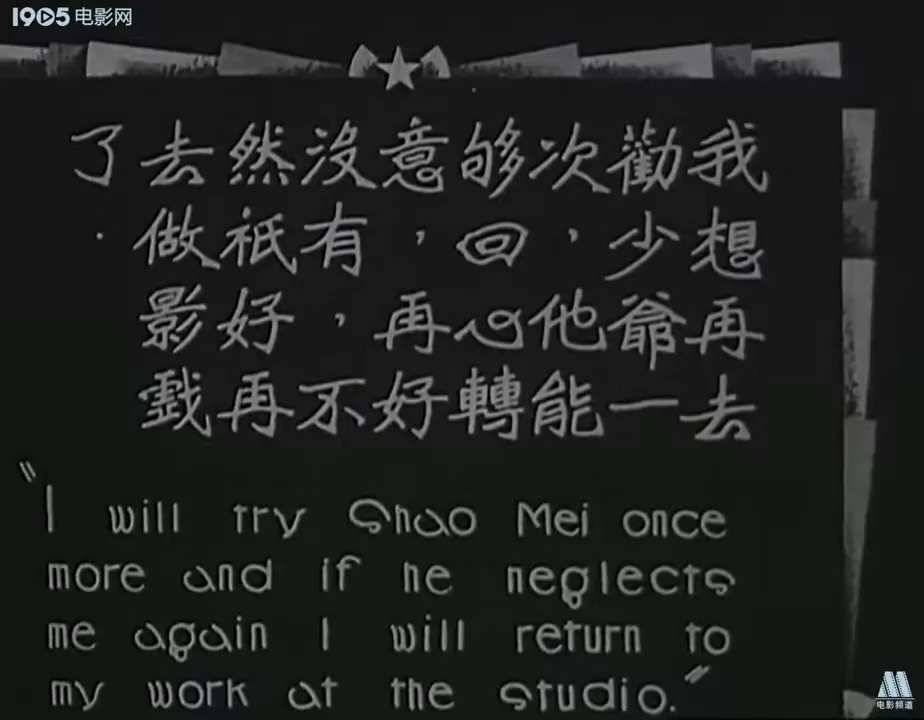 1905电影网
我想再去
勸少爺一
次，他能
够回心轉
意，再好
沒有，不
然祇好再
去做影戲
了．
"I will try Shao Mei once
more and if he neglects
me again I will return to
my work at the studio."
电影频道